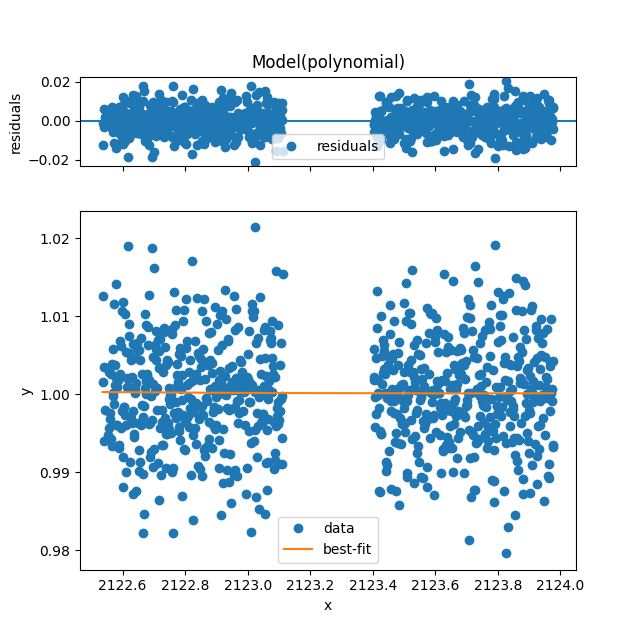 Model(polynomial)
0.02
0.00
−0.02
residuals
residuals
1.02
1.01
1.00
0.99
0.98
y
data
best-fit
2122.6 2122.8 2123.0 2123.2 2123.4 2123.6 2123.8 2124.0
x